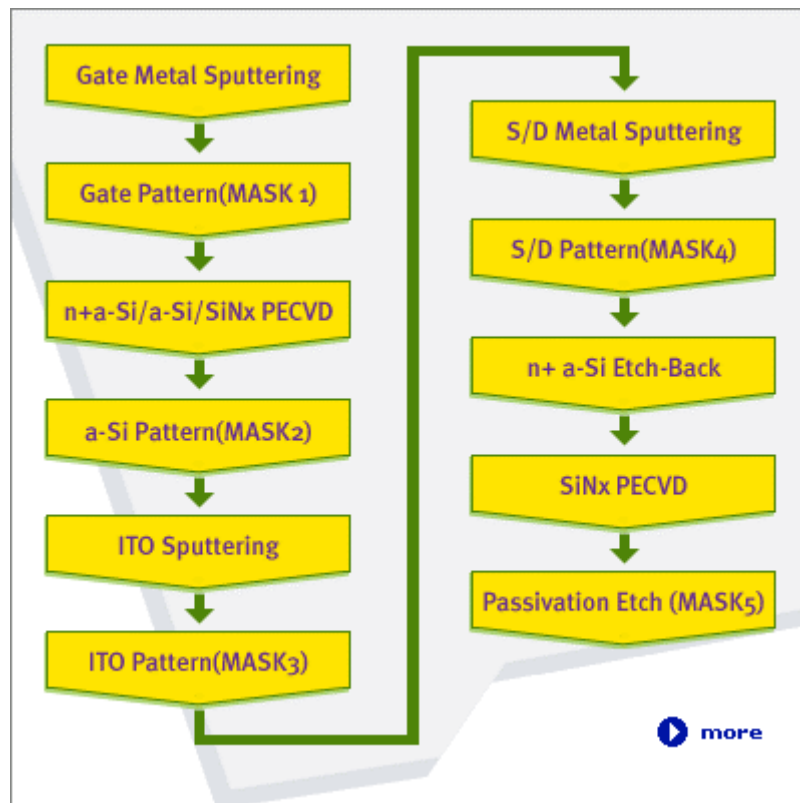 Gate Metal Sputtering
Gate Pattern(MASK 1)
n+a-Si/a-Si/SiNx PECVD
a-Si Pattern(MASK2)
ITO Sputtering
ITO Pattern(MASK3)
S/D Metal Sputtering
S/D Pattern(MASK4)
n+ a-Si Etch-Back
SiNx PECVD
Passivation Etch (MASK5)
more